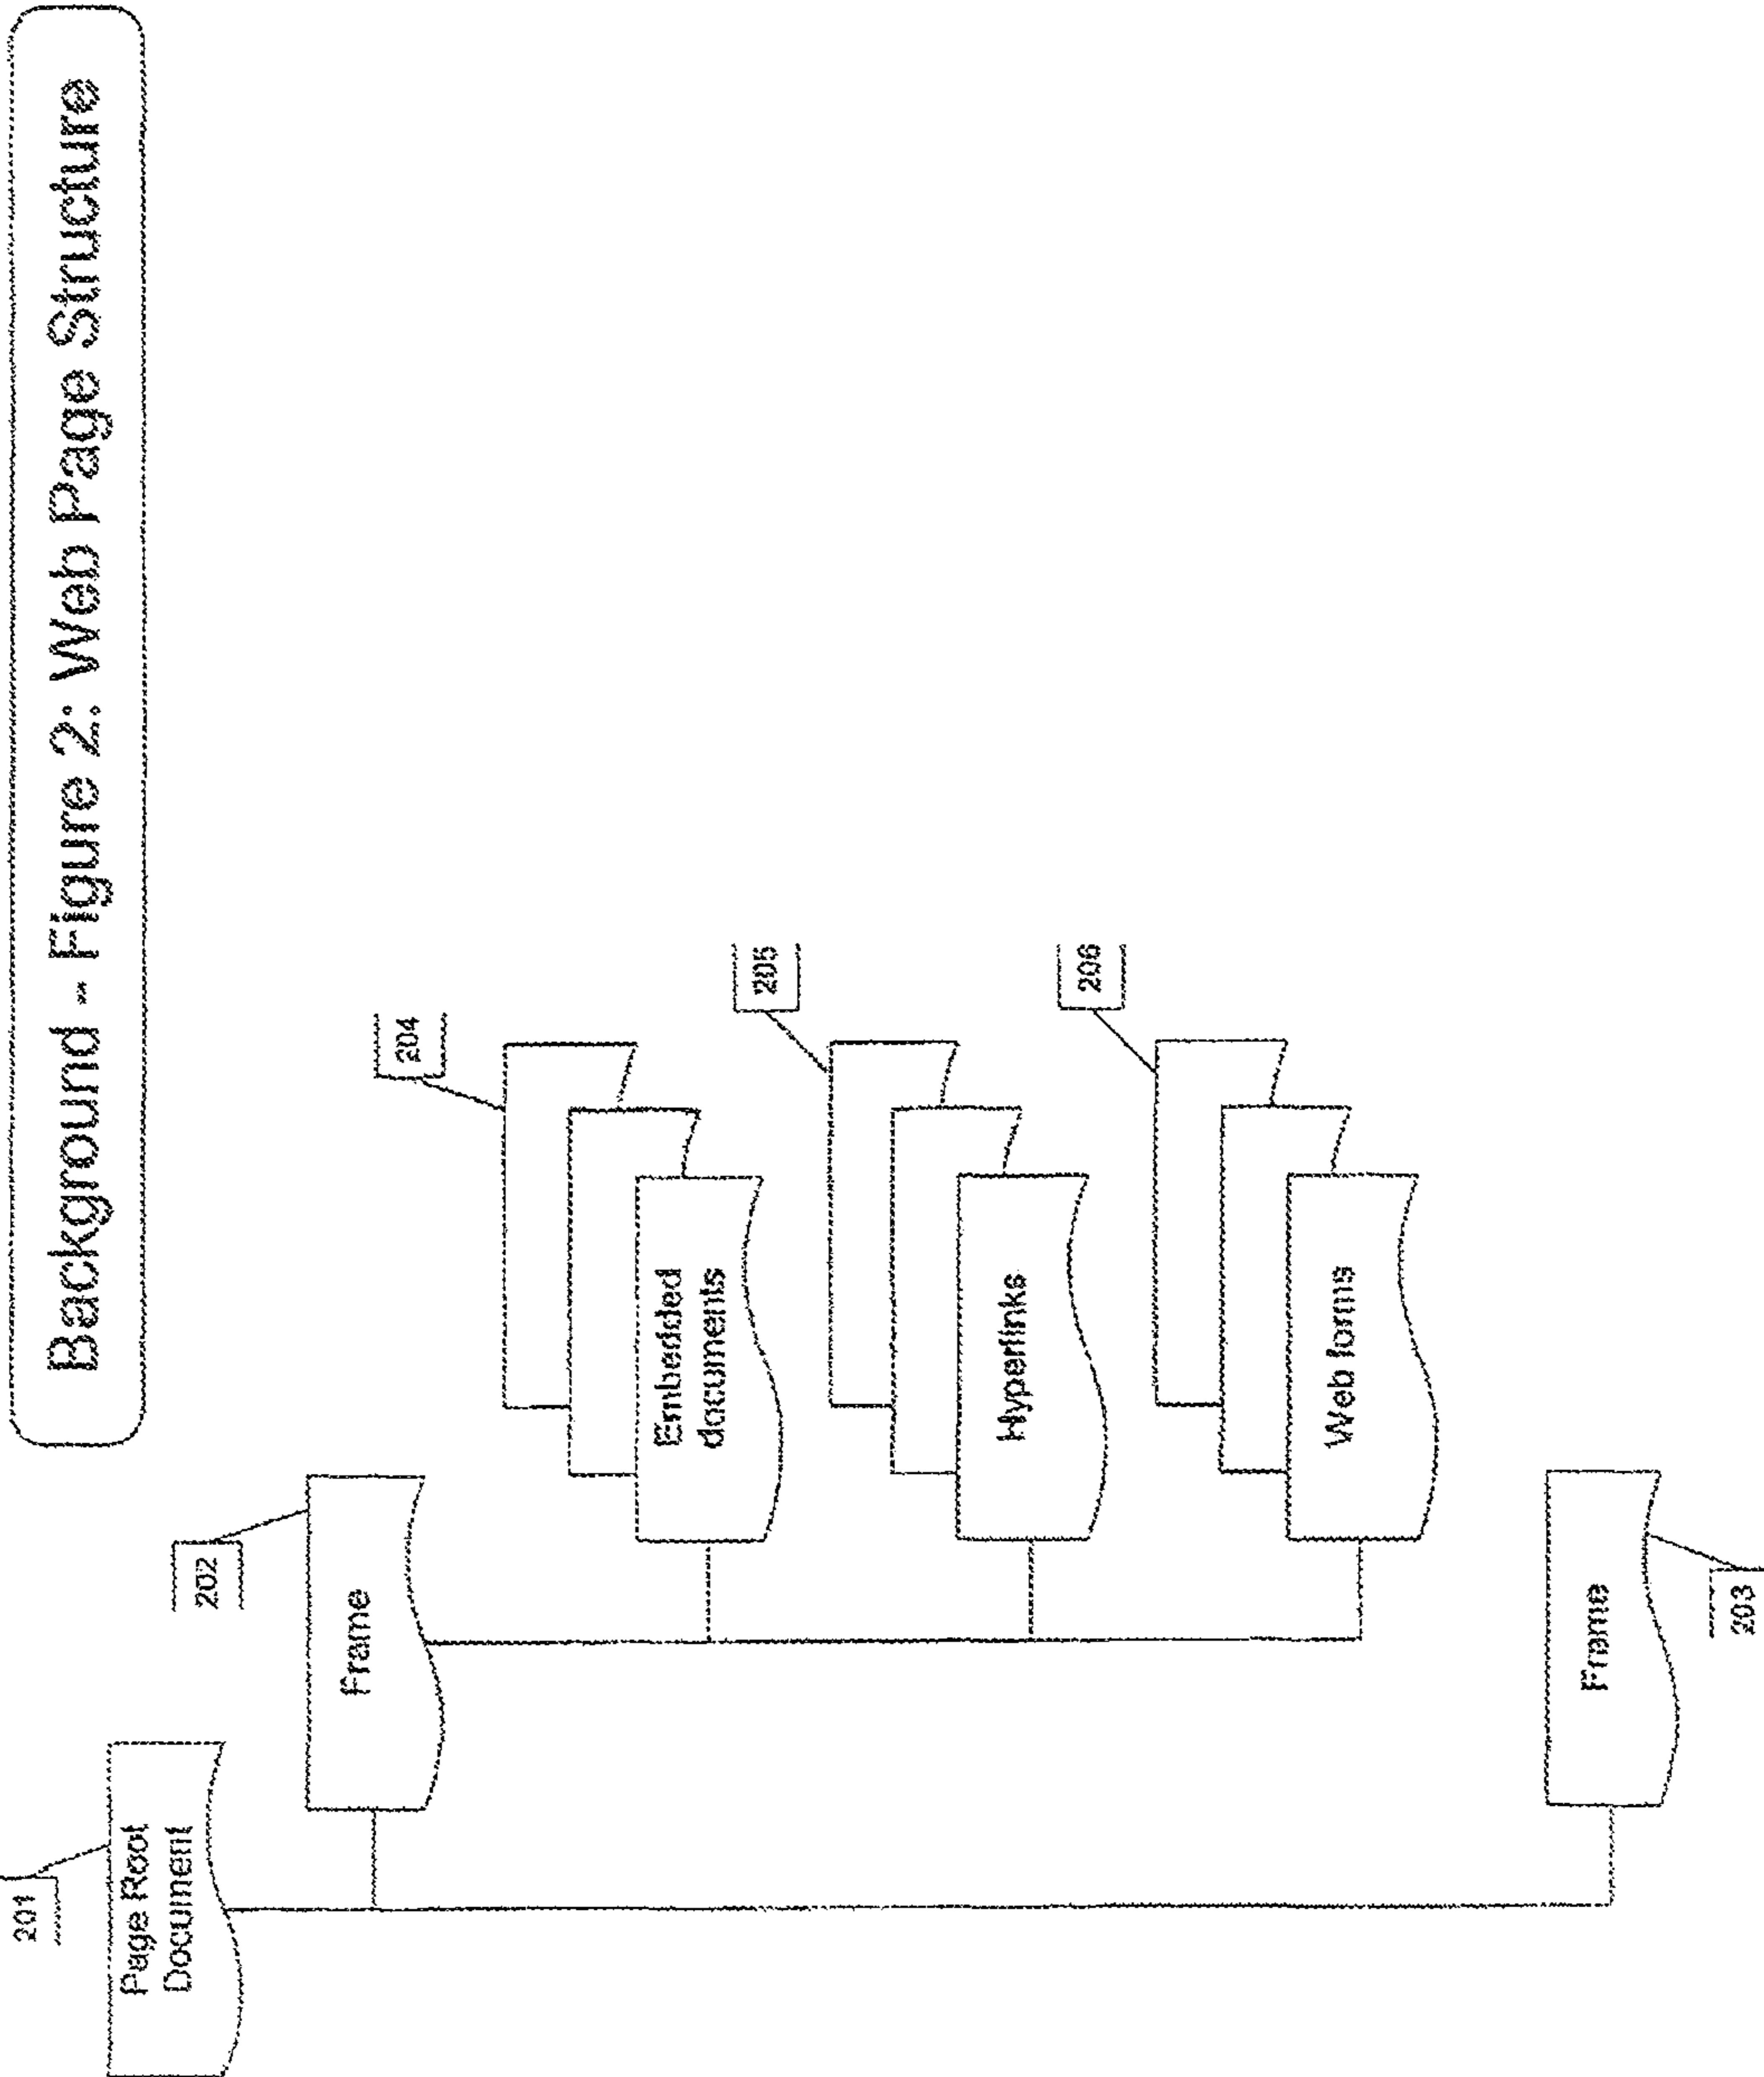 Background - Figure 2: Web Page Structure
201
Page Root
Document
202
Frame
204
Embedded
documents
205
Hyperlinks
206
Web forms
Frame
203